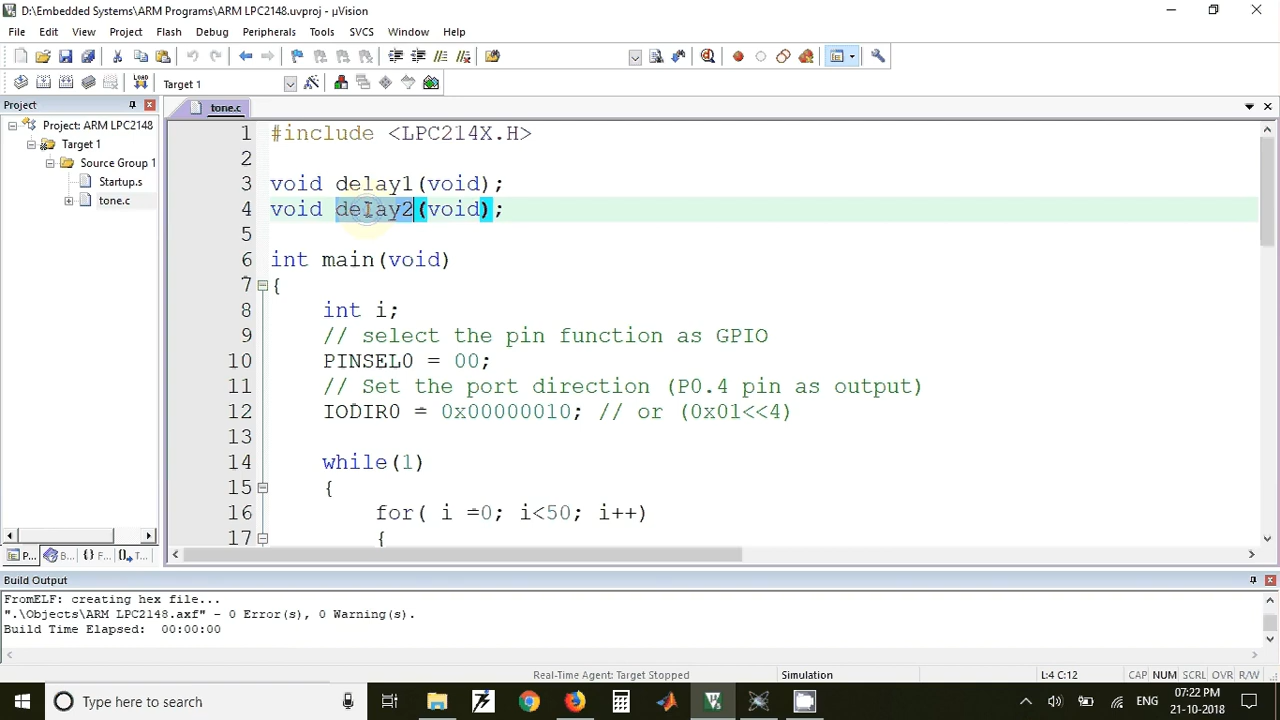 D:\Embedded Systems\ARM Programs\ARM LPC2148.uvproj - µVision
File Edit View Project Flash Debug Peripherals Tools SVCS Window Help
LOAD Target 1
Project
tone.c
Project: ARM LPC2148
Target 1
Source Group 1
Startup.s
tone.c
1 #include <LPC214X.H>
2
3 void delay1(void);
4 void delay2(void);
5
6 int main(void)
7 {
8 int i;
9 // select the pin function as GPIO
10 PINSEL0 = 00;
11 // Set the port direction (P0.4 pin as output)
12 IODIR0 = 0x00000010; // or (0x01<<4)
13
14 while(1)
15 {
16 for( i =0; i<50; i++)
17 {
P... B... {} F... T...
Build Output
FromELF: creating hex file...
".\Objects\ARM LPC2148.axf" - 0 Error(s), 0 Warning(s).
Build Time Elapsed: 00:00:00
Real-Time Agent: Target Stopped Simulation L:4 C:12 CAP NUM SCRL OVR R/W
Type here to search
ENG
07:22 PM
21-10-2018